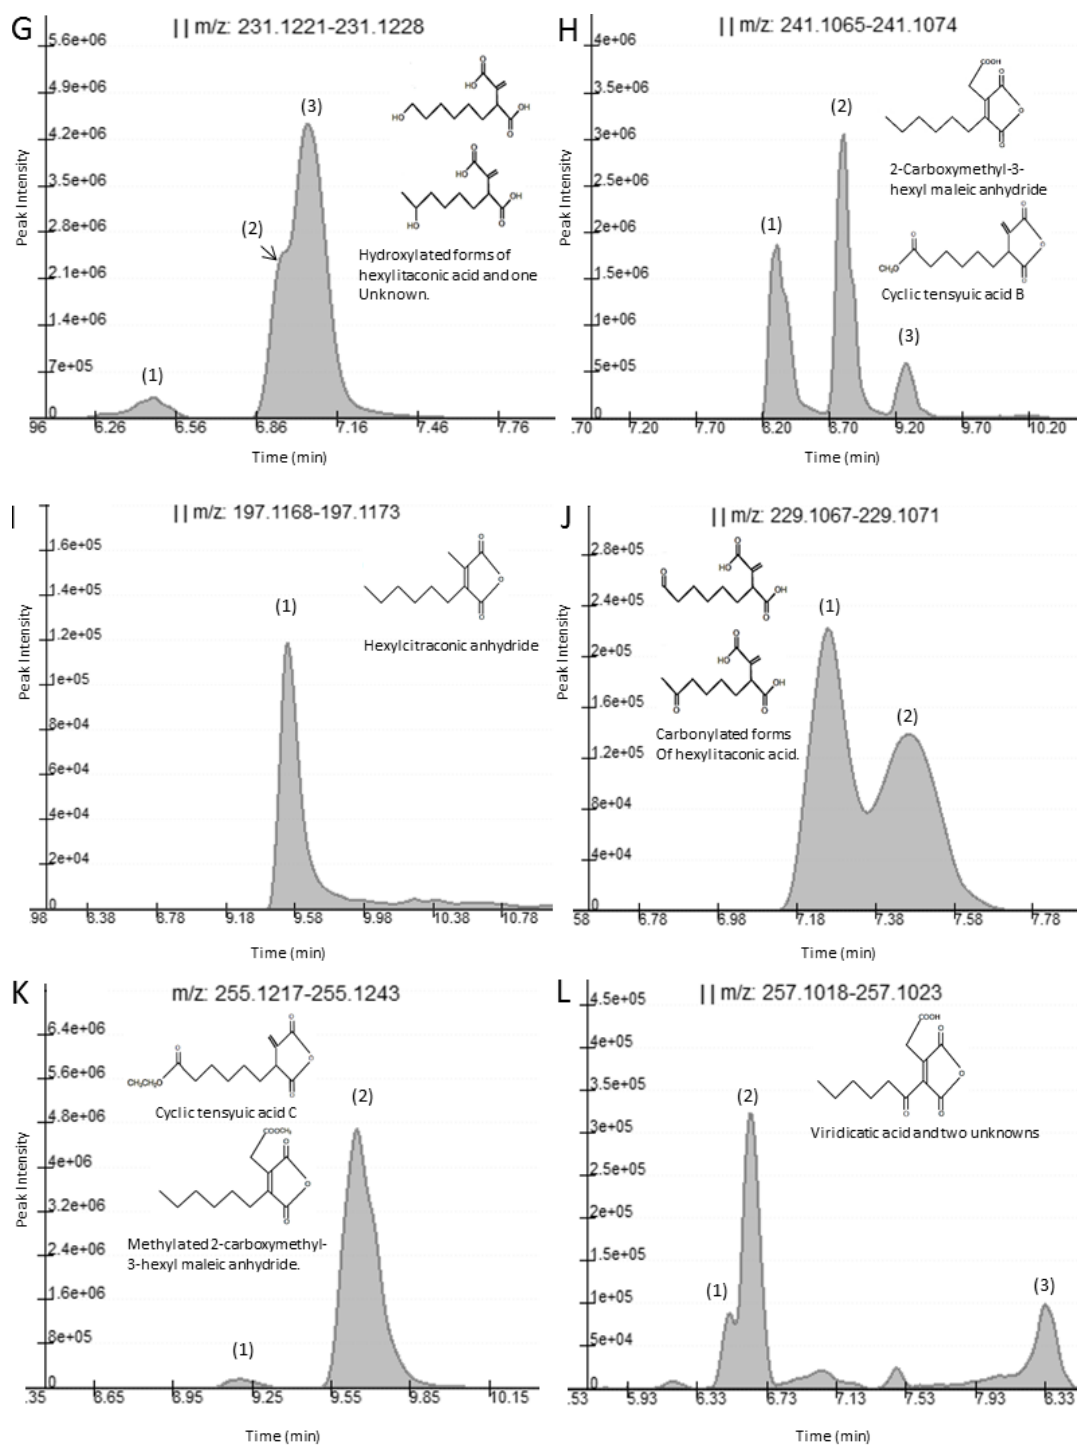 G
|| m/z: 231.1221-231.1228
5.6e+06
4.9e+06
4.2e+06
3.5e+06
2.8e+06
2.1e+06
1.4e+06
7e+05
0
Peak Intensity
(1)
(2)
(3)
HO
O
OH
O
HO
HO
O
OH
O
HO
Hydroxylated forms of
hexylitaconic acid and one
Unknown.
96 6.26 6.56 6.86 7.16 7.46 7.76
Time (min)
H
|| m/z: 241.1065-241.1074
4e+06
3.5e+06
3e+06
2.5e+06
2e+06
1.5e+06
1e+06
5e+05
0
Peak Intensity
(1)
(2)
(3)
COOH
O
O
O
2-Carboxymethyl-3-
hexyl maleic anhydride
O
CH₃O
O
O
O
Cyclic tensyuic acid B
.70 7.20 7.70 8.20 8.70 9.20 9.70 10.20
Time (min)
I
|| m/z: 197.1168-197.1173
1.6e+05
1.4e+05
1.2e+05
1e+05
8e+04
6e+04
4e+04
2e+04
0
Peak Intensity
(1)
O
O
O
Hexylcitraconic anhydride
98 8.38 8.78 9.18 9.58 9.98 10.38 10.78
Time (min)
J
|| m/z: 229.1067-229.1071
2.8e+05
2.4e+05
2e+05
1.6e+05
1.2e+05
8e+04
4e+04
0
Peak Intensity
(1)
(2)
O
HO
O
OH
O
O
HO
OH
O
O
Carbonylated forms
Of hexylitaconic acid.
58 6.78 6.98 7.18 7.38 7.58 7.78
Time (min)
K
m/z: 255.1217-255.1243
6.4e+06
5.6e+06
4.8e+06
4e+06
3.2e+06
2.4e+06
1.6e+06
8e+05
0
Peak Intensity
(1)
(2)
O
CH₃CH₂O
O
O
O
Cyclic tensyuic acid C
COOCH₃
O
O
O
Methylated 2-carboxymethyl-
3-hexyl maleic anhydride.
.35 8.65 8.95 9.25 9.55 9.85 10.15
Time (min)
L
|| m/z: 257.1018-257.1023
4.5e+05
4e+05
3.5e+05
3e+05
2.5e+05
2e+05
1.5e+05
1e+05
5e+04
0
(1)
(2)
(3)
COOH
O
O
O
O
Viridicatic acid and two unknowns
.53 5.93 6.33 6.73 7.13 7.53 7.93 8.33
Time (min)